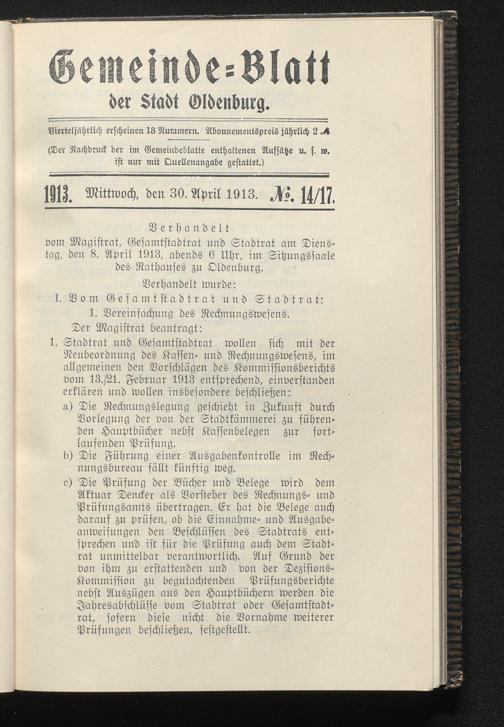 Gemeinde=Blatt
der Stadt Oldenburg.
Vierteljährlich erscheinen 13 Nummern. Abonnementspreis jährlich 2 ℳ
(Der Nachdruck der im Gemeindeblatte enthaltenen Aufsätze u. s. w.
ist nur mit Quellenangabe gestattet.)
1913. Mittwoch, den 30. April 1913. №. 14/17.
Verhandelt
vom Magistrat, Gesamtstadtrat und Stadtrat am Diens-
tag, den 8. April 1913, abends 6 Uhr, im Sitzungssaale
des Rathauses zu Oldenburg.
Verhandelt wurde:
I. Vom Gesamtstadtrat und Stadtrat:
1. Vereinfachung des Rechnungswesens.
Der Magistrat beantragt:
1. Stadtrat und Gesamtstadtrat wollen sich mit der
Neubeordnung des Kassen- und Rechnungswesens, im
allgemeinen den Vorschlägen des Kommissionsberichts
vom 13./21. Februar 1913 entsprechend, einverstanden
erklären und wollen insbesondere beschließen:
a) Die Rechnungslegung geschieht in Zukunft durch
Vorlegung der von der Stadtkämmerei zu führen-
den Hauptbücher nebst Kassenbelegen zur fort-
laufenden Prüfung.
b) Die Führung einer Ausgabenkontrolle im Rech-
nungsbureau fällt künftig weg.
c) Die Prüfung der Bücher und Belege wird dem
Aktuar Dencker als Vorsteher des Rechnungs- und
Prüfungsamts übertragen. Er hat die Belege auch
darauf zu prüfen, ob die Einnahme- und Ausgabe-
anweisungen den Beschlüssen des Stadtrats ent-
sprechen und ist für die Prüfung auch dem Stadt-
rat unmittelbar verantwortlich. Auf Grund der
von ihm zu erstattenden und von der Dezisions-
Kommission zu begutachtenden Prüfungsberichte
nebst Auszügen aus den Hauptbüchern werden die
Jahresabschlüsse vom Stadtrat oder Gesamtstadt-
rat, sofern diese nicht die Vornahme weiterer
Prüfungen beschließen, festgestellt.